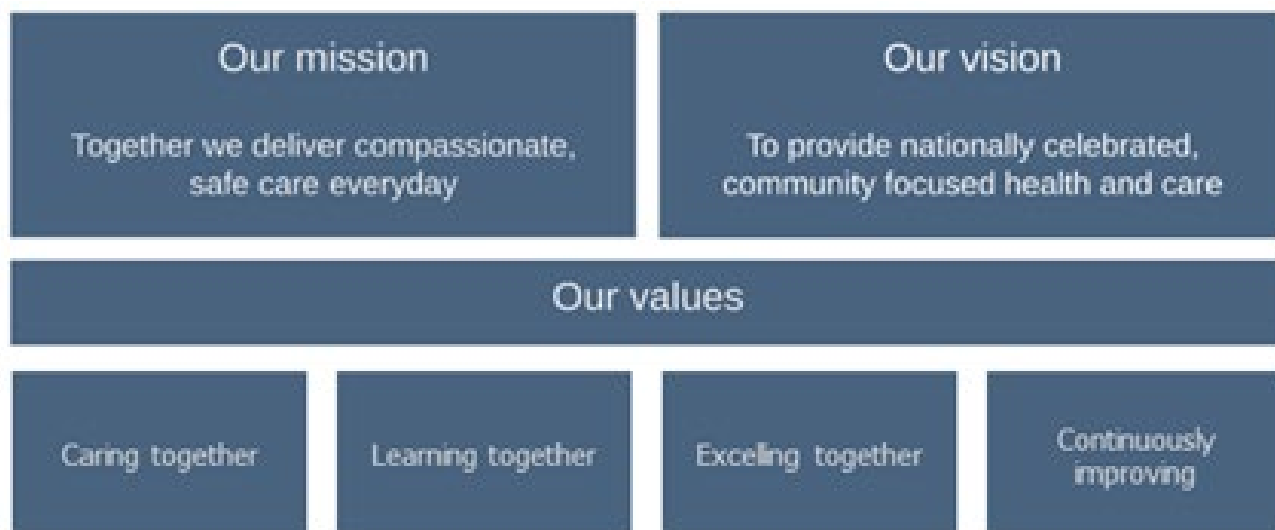 Our mission
Together we deliver compassionate,
safe care everyday
Our vision
To provide nationally celebrated,
community focused health and care
Our values
Caring together
Learning together
Excelling together
Continuously
improving